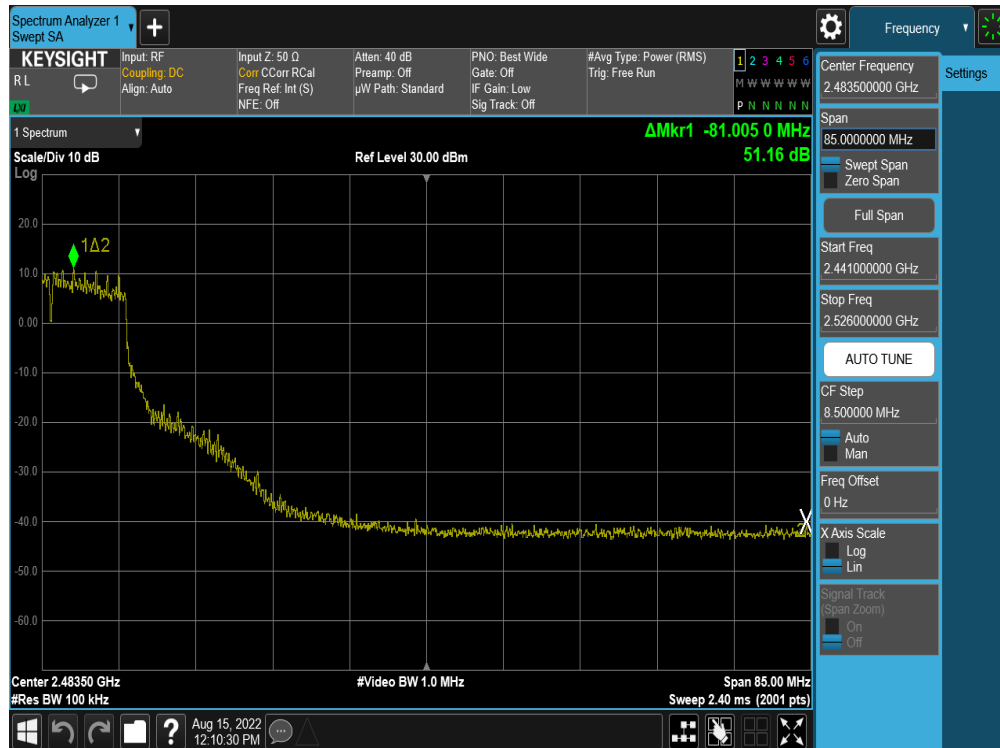 Spectrum Analyzer 1
Swept SA
Frequency
KEYSIGHT
RL
LXI
Input: RF
Coupling: DC
Align: Auto
Input Z: 50 Ω
Corr CCorr RCal
Freq Ref: Int (S)
NFE: Off
Atten: 40 dB
Preamp: Off
µW Path: Standard
PNO: Best Wide
Gate: Off
IF Gain: Low
Sig Track: Off
#Avg Type: Power (RMS)
Trig: Free Run
1 2 3 4 5 6
M W W W W W
P N N N N N
Center Frequency
2.483500000 GHz
Settings
Span
85.0000000 MHz
Swept Span
Zero Span
Full Span
Start Freq
2.441000000 GHz
Stop Freq
2.526000000 GHz
AUTO TUNE
CF Step
8.500000 MHz
Auto
Man
Freq Offset
0 Hz
X Axis Scale
Log
Lin
Signal Track
(Span Zoom)
On
Off
1 Spectrum
ΔMkr1 -81.005 0 MHz
51.16 dB
Scale/Div 10 dB
Ref Level 30.00 dBm
Log
20.0
1Δ2
10.0
0.00
-10.0
-20.0
-30.0
-40.0
X
-50.0
-60.0
Center 2.48350 GHz
#Video BW 1.0 MHz
Span 85.00 MHz
#Res BW 100 kHz
Sweep 2.40 ms (2001 pts)
?
Aug 15, 2022
12:10:30 PM